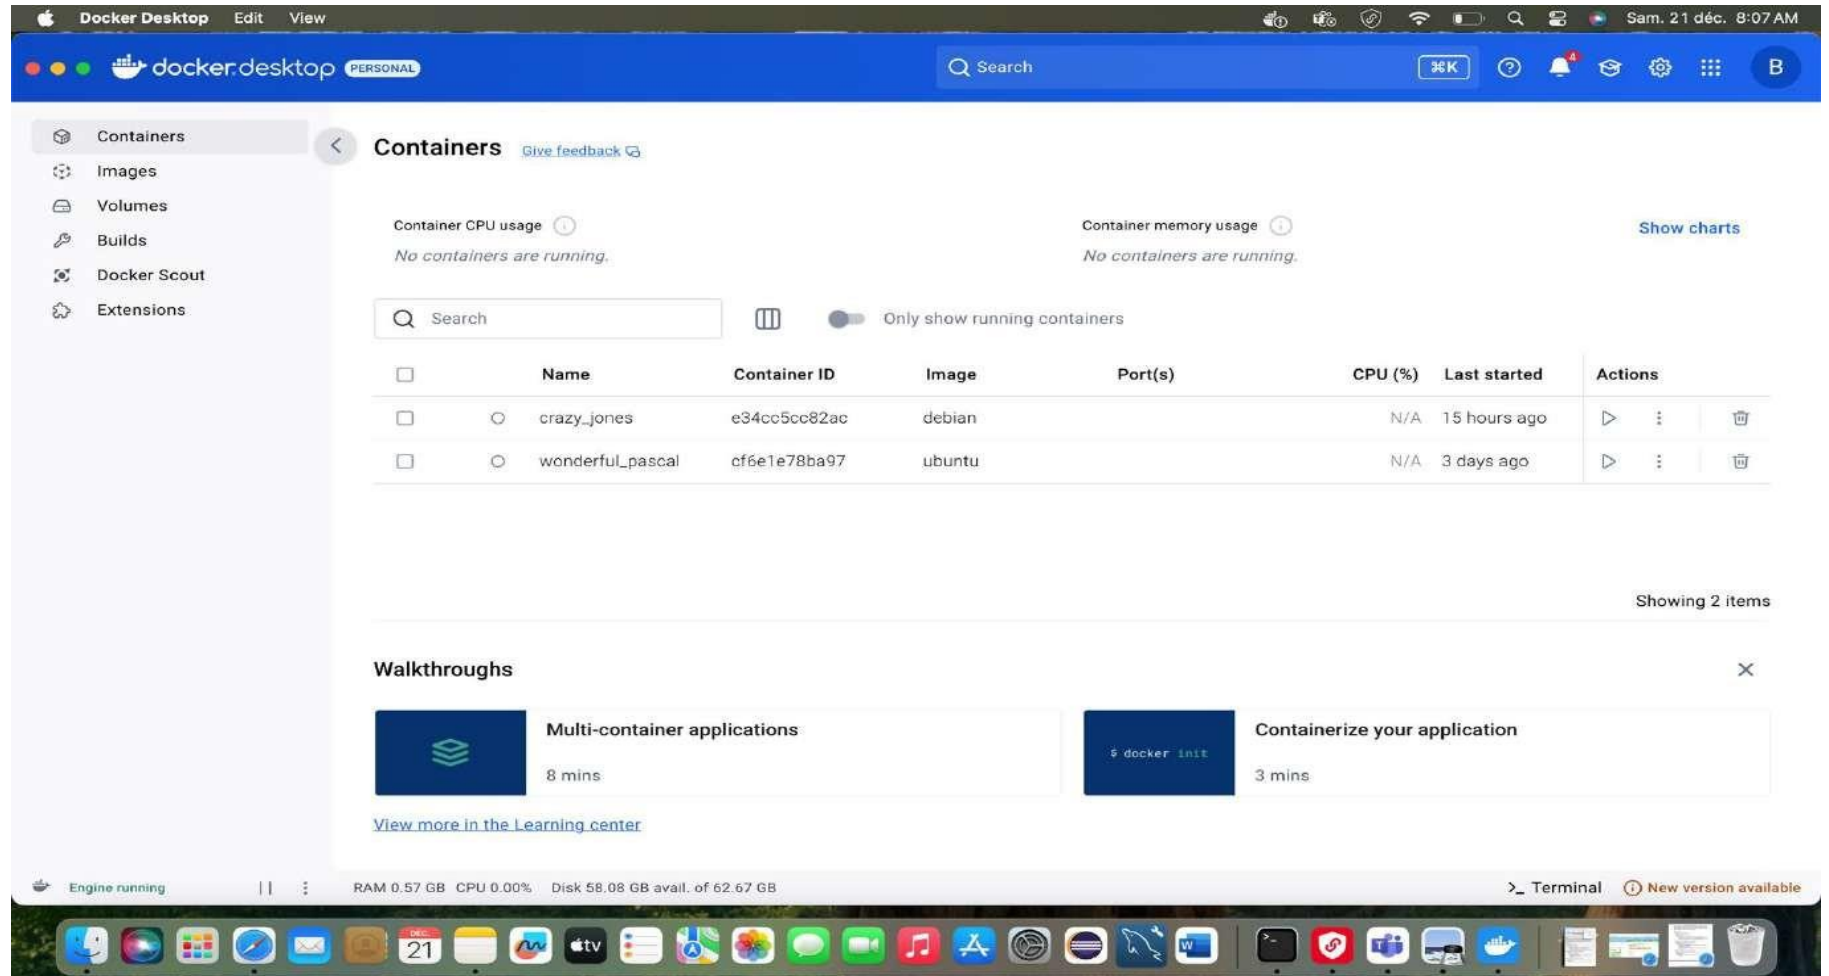 Docker Desktop Edit View Sam. 21 déc. 8:07 AM
docker.desktop PERSONAL Search ⌘K 4 B
Containers
Images
Volumes
Builds
Docker Scout
Extensions
Containers Give feedback
Container CPU usage Container memory usage Show charts
No containers are running. No containers are running.
Search Only show running containers
Name Container ID Image Port(s) CPU (%) Last started Actions
crazy_jones e34cc5cc82ac debian N/A 15 hours ago
wonderful_pascal cf6e1e78ba97 ubuntu N/A 3 days ago
Showing 2 items
Walkthroughs
Multi-container applications
8 mins
$ docker init
Containerize your application
3 mins
View more in the Learning center
Engine running RAM 0.57 GB CPU 0.00% Disk 58.08 GB avail. of 62.67 GB >_ Terminal New version available
DÉC.
21
tv
W